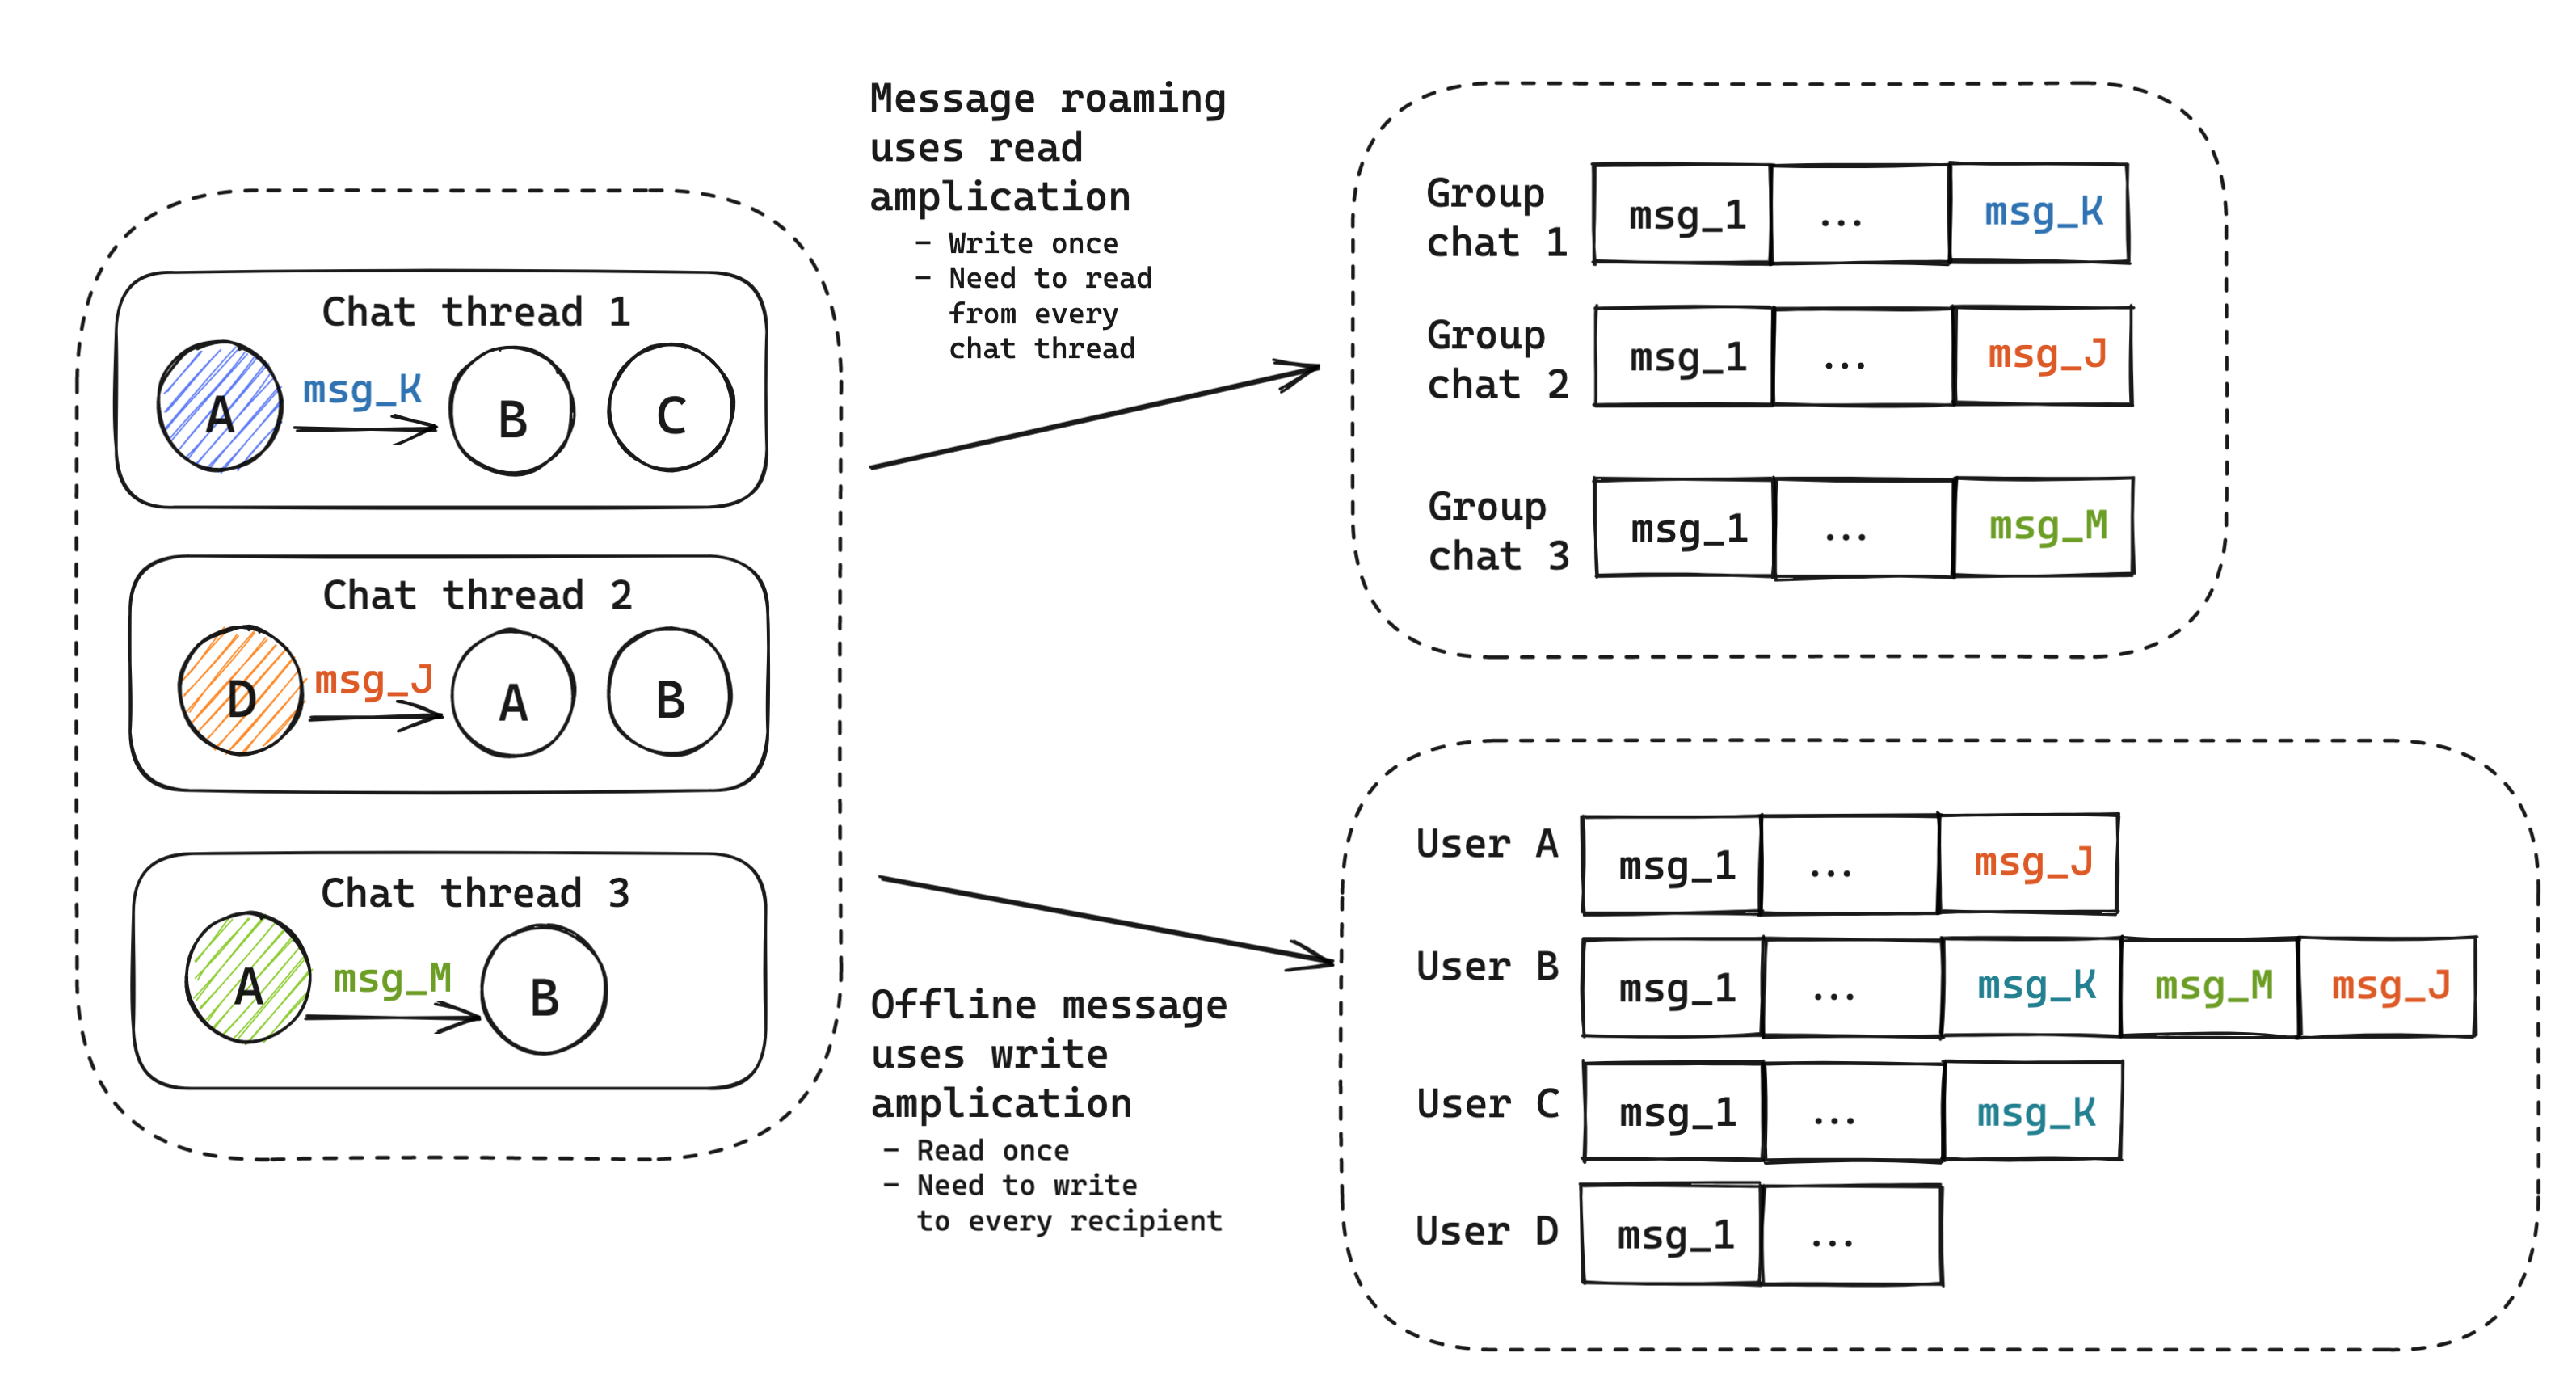 Chat thread 1
A
msg_K
B
C
Chat thread 2
D
msg_J
A
B
Chat thread 3
A
msg_M
B
Message roaming
uses read
amplication
- Write once
- Need to read
from every
chat thread
Offline message
uses write
amplication
- Read once
- Need to write
to every recipient
Group
chat 1
msg_1 ... msg_K
Group
chat 2
msg_1 ... msg_J
Group
chat 3
msg_1 ... msg_M
User A msg_1 ... msg_J
User B msg_1 ... msg_K msg_M msg_J
User C msg_1 ... msg_K
User D msg_1 ...